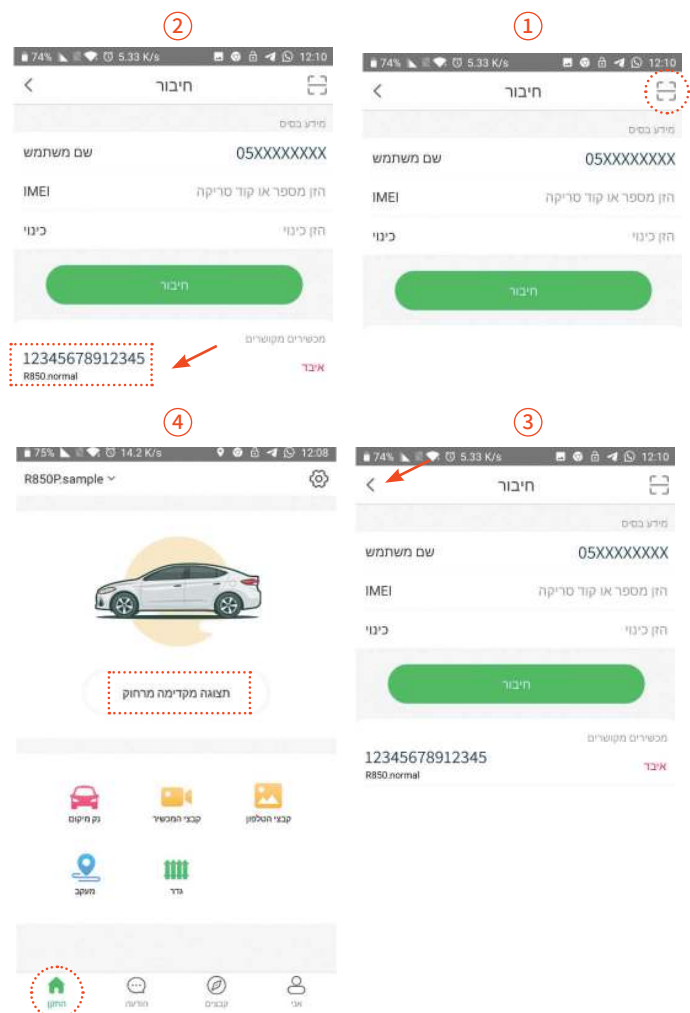 ①
74% 5.33 K/s 12:10
חיבור
מידע בסיס
שם משתמש 05XXXXXXXX
IMEI הזן מספר או קוד סריקה
כינוי הזן כינוי
חיבור
②
74% 5.33 K/s 12:10
חיבור
מידע בסיס
שם משתמש 05XXXXXXXX
IMEI הזן מספר או קוד סריקה
כינוי הזן כינוי
חיבור
מכשירים מקושרים
12345678912345
R850.normal
איבד
③
74% 5.33 K/s 12:10
חיבור
מידע בסיס
שם משתמש 05XXXXXXXX
IMEI הזן מספר או קוד סריקה
כינוי הזן כינוי
חיבור
מכשירים מקושרים
12345678912345
R850.normal
איבד
④
75% 14.2 K/s 12:08
R850P.sample
תצוגה מקדימה מרחוק
קבצי הטלפון קבצי המכשיר נק מיקום
גדר מעקב
אני קבצים הודעה התקן